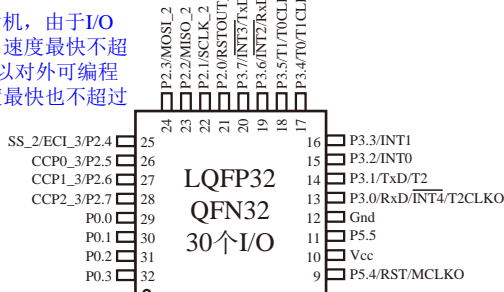 机，由于I/O
速度最快不超
以对外可编程
度最快也不超过
P2.3/MOSI_2
P2.2/MISO_2
P2.1/SCLK_2
P3.7/INT3/TxD
P3.6/INT2/RxD
P3.5/T1/T0CL
P3.4/T0/T1CL
24 23 22 21 20 19 18 17
SS_2/ECI_3/P2.4 25
CCP0_3/P2.5 26
CCP1_3/P2.6 27
CCP2_3/P2.7 28
P0.0 29
P0.1 30
P0.2 31
P0.3 32
LQFP32
QFN32
30个I/O
16 P3.3/INT1
15 P3.2/INT0
14 P3.1/TxD/T2
13 P3.0/RxD/INT4/T2CLKO
12 Gnd
11 P5.5
10 Vcc
9 P5.4/RST/MCLKO